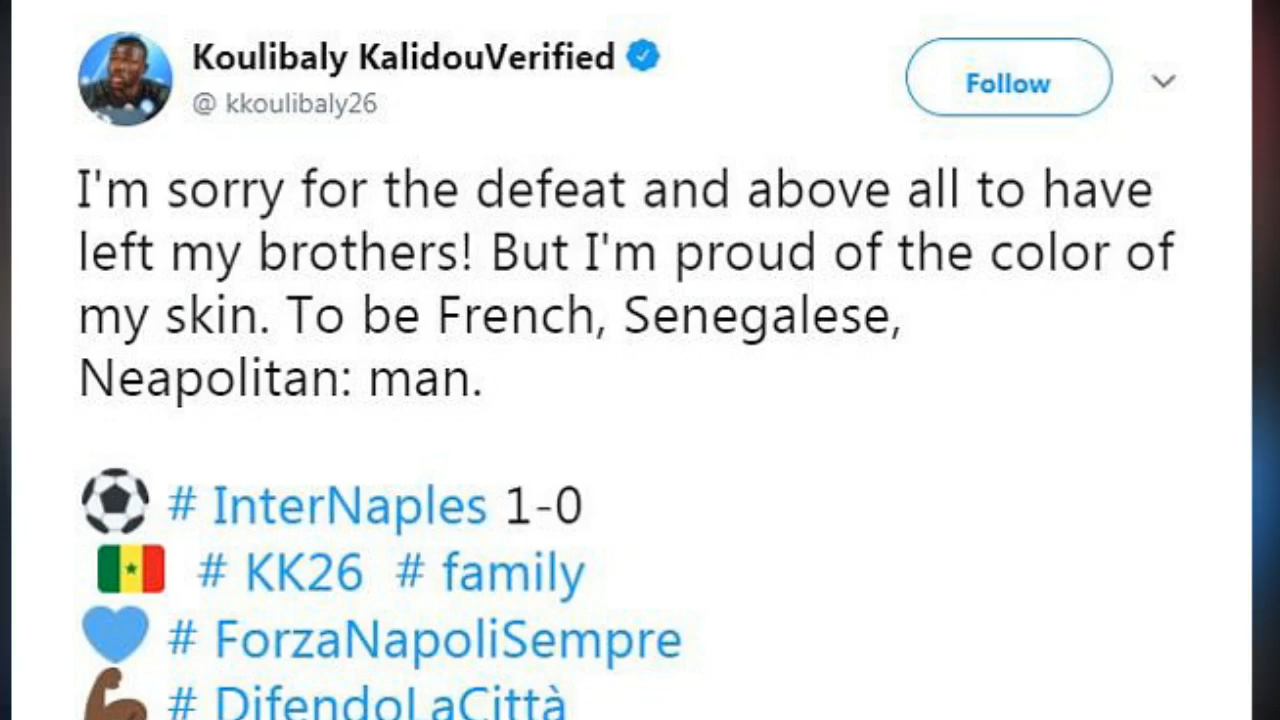 Koulibaly KalidouVerified
@ kkoulibaly26
Follow
I'm sorry for the defeat and above all to have
left my brothers! But I'm proud of the color of
my skin. To be French, Senegalese,
Neapolitan: man.
# InterNaples 1-0
# KK26 # family
# ForzaNapoliSempre
# DifendoLaCittà